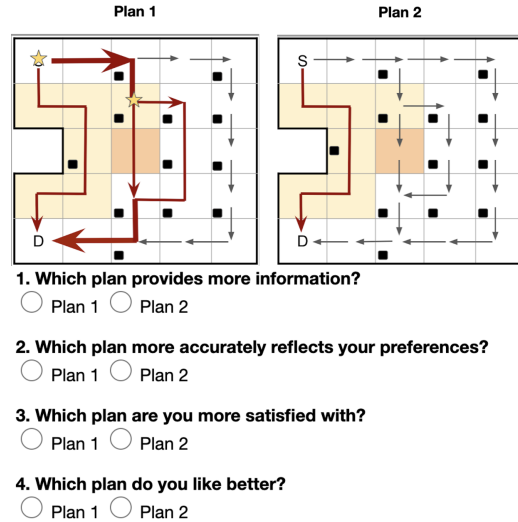 Plan 1 Plan 2
S
D D
1. Which plan provides more information?
Plan 1 Plan 2
2. Which plan more accurately reflects your preferences?
Plan 1 Plan 2
3. Which plan are you more satisfied with?
Plan 1 Plan 2
4. Which plan do you like better?
Plan 1 Plan 2